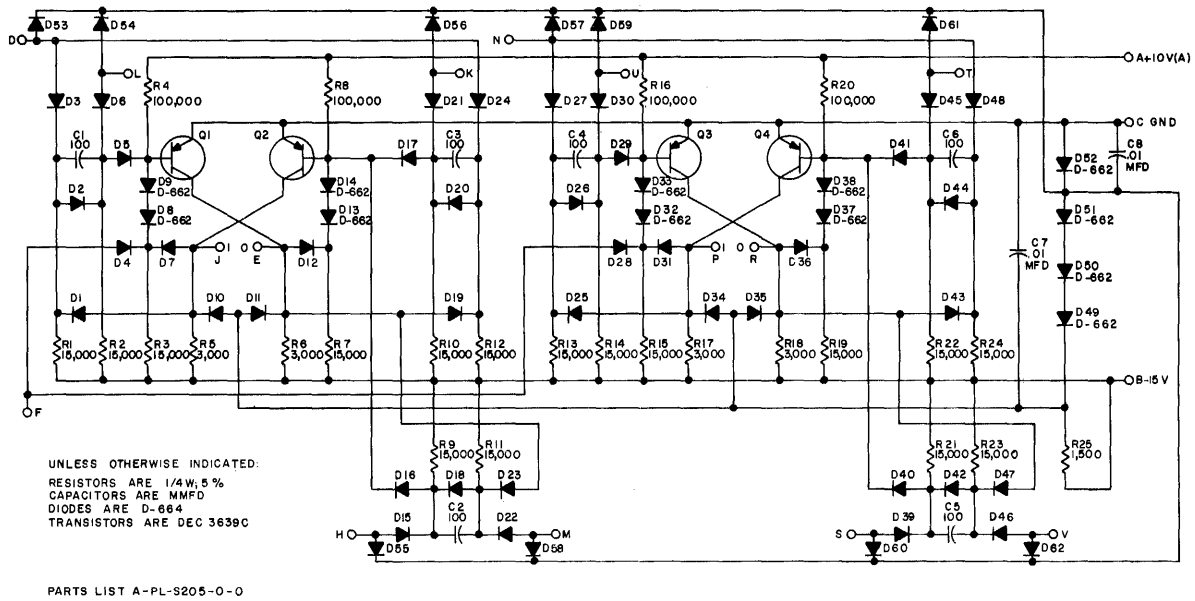 D53 D54 D56 D57 D59 D61
D N
L K U T A+10V(A)
R4 100,000 R8 100,000 R16 100,000 R20 100,000
D3 D6 D21 D24 D27 D30 D45 D48
C GND
C1 100 D5 Q1 Q2 D17 C3 100 C4 100 D29 Q3 Q4 D41 C6 100 D52 D-662 C8 .01 MFD
D9 D-662 D14 D-662 D33 D-662 D38 D-662
D2 D8 D-662 D13 D-662 D20 D26 D32 D-662 D37 D-662 D44 D51 D-662
D4 D7 1 J 0 E D12 D28 D31 1 P 0 R D36 C7 .01 MFD D50 D-662
D1 D10 D11 D19 D25 D34 D35 D43 D49 D-662
R1 15,000 R2 15,000 R3 15,000 R5 3,000 R6 3,000 R7 15,000 R10 15,000 R12 15,000 R13 15,000 R14 15,000 R15 15,000 R17 3,000 R18 3,000 R19 15,000 R22 15,000 R24 15,000
B-15V
F
R9 15,000 R11 15,000 R21 15,000 R23 15,000 R25 1,500
D16 D18 D23 D40 D42 D47
H D15 C2 100 D22 M S D39 C5 100 D46 V
D55 D58 D60 D62
UNLESS OTHERWISE INDICATED:
RESISTORS ARE 1/4W; 5%
CAPACITORS ARE MMFD
DIODES ARE D-664
TRANSISTORS ARE DEC 3639C
PARTS LIST A-PL-S205-0-0